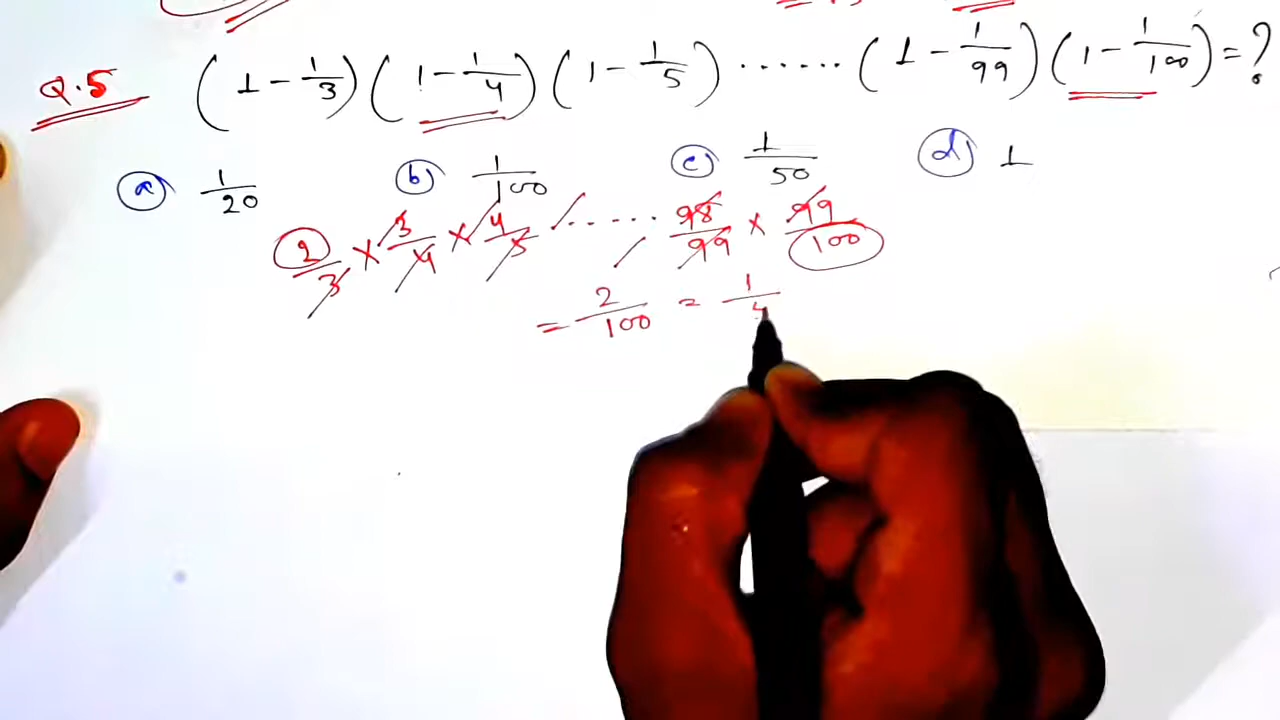 Q.5 (1 - 1/3) (1 - 1/4) (1 - 1/5) ...... (1 - 1/99) (1 - 1/100) = ?
(a) 1/20 (b) 1/100 (c) 1/50 (d) 1
2/3 × 3/4 × 4/5 ...... 98/99 × 99/100
= 2/100 = 1/